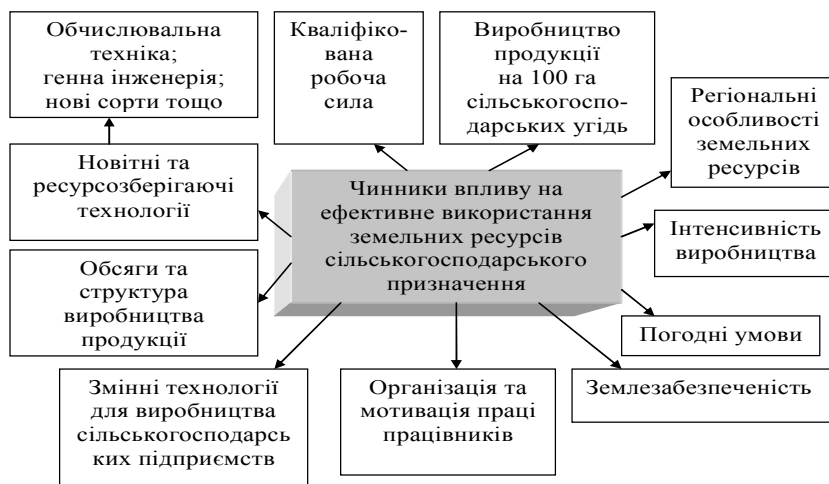 Обчислювальна
техніка;
генна інженерія;
нові сорти тощо
Кваліфіко-
вана
робоча
сила
Виробництво
продукції
на 100 га
сільськогоспо-
дарських угідь
Регіональні
особливості
земельних
ресурсів
Новітні та
ресурсозберігаючі
технології
Чинники впливу на
ефективне використання
земельних ресурсів
сільськогосподарського
призначення
Інтенсивність
виробництва
Обсяги та
структура
виробництва
продукції
Погодні умови
Змінні технології
для виробництва
сільськогосподарсь
ких підприємств
Організація та
мотивація праці
працівників
Землезабезпеченість